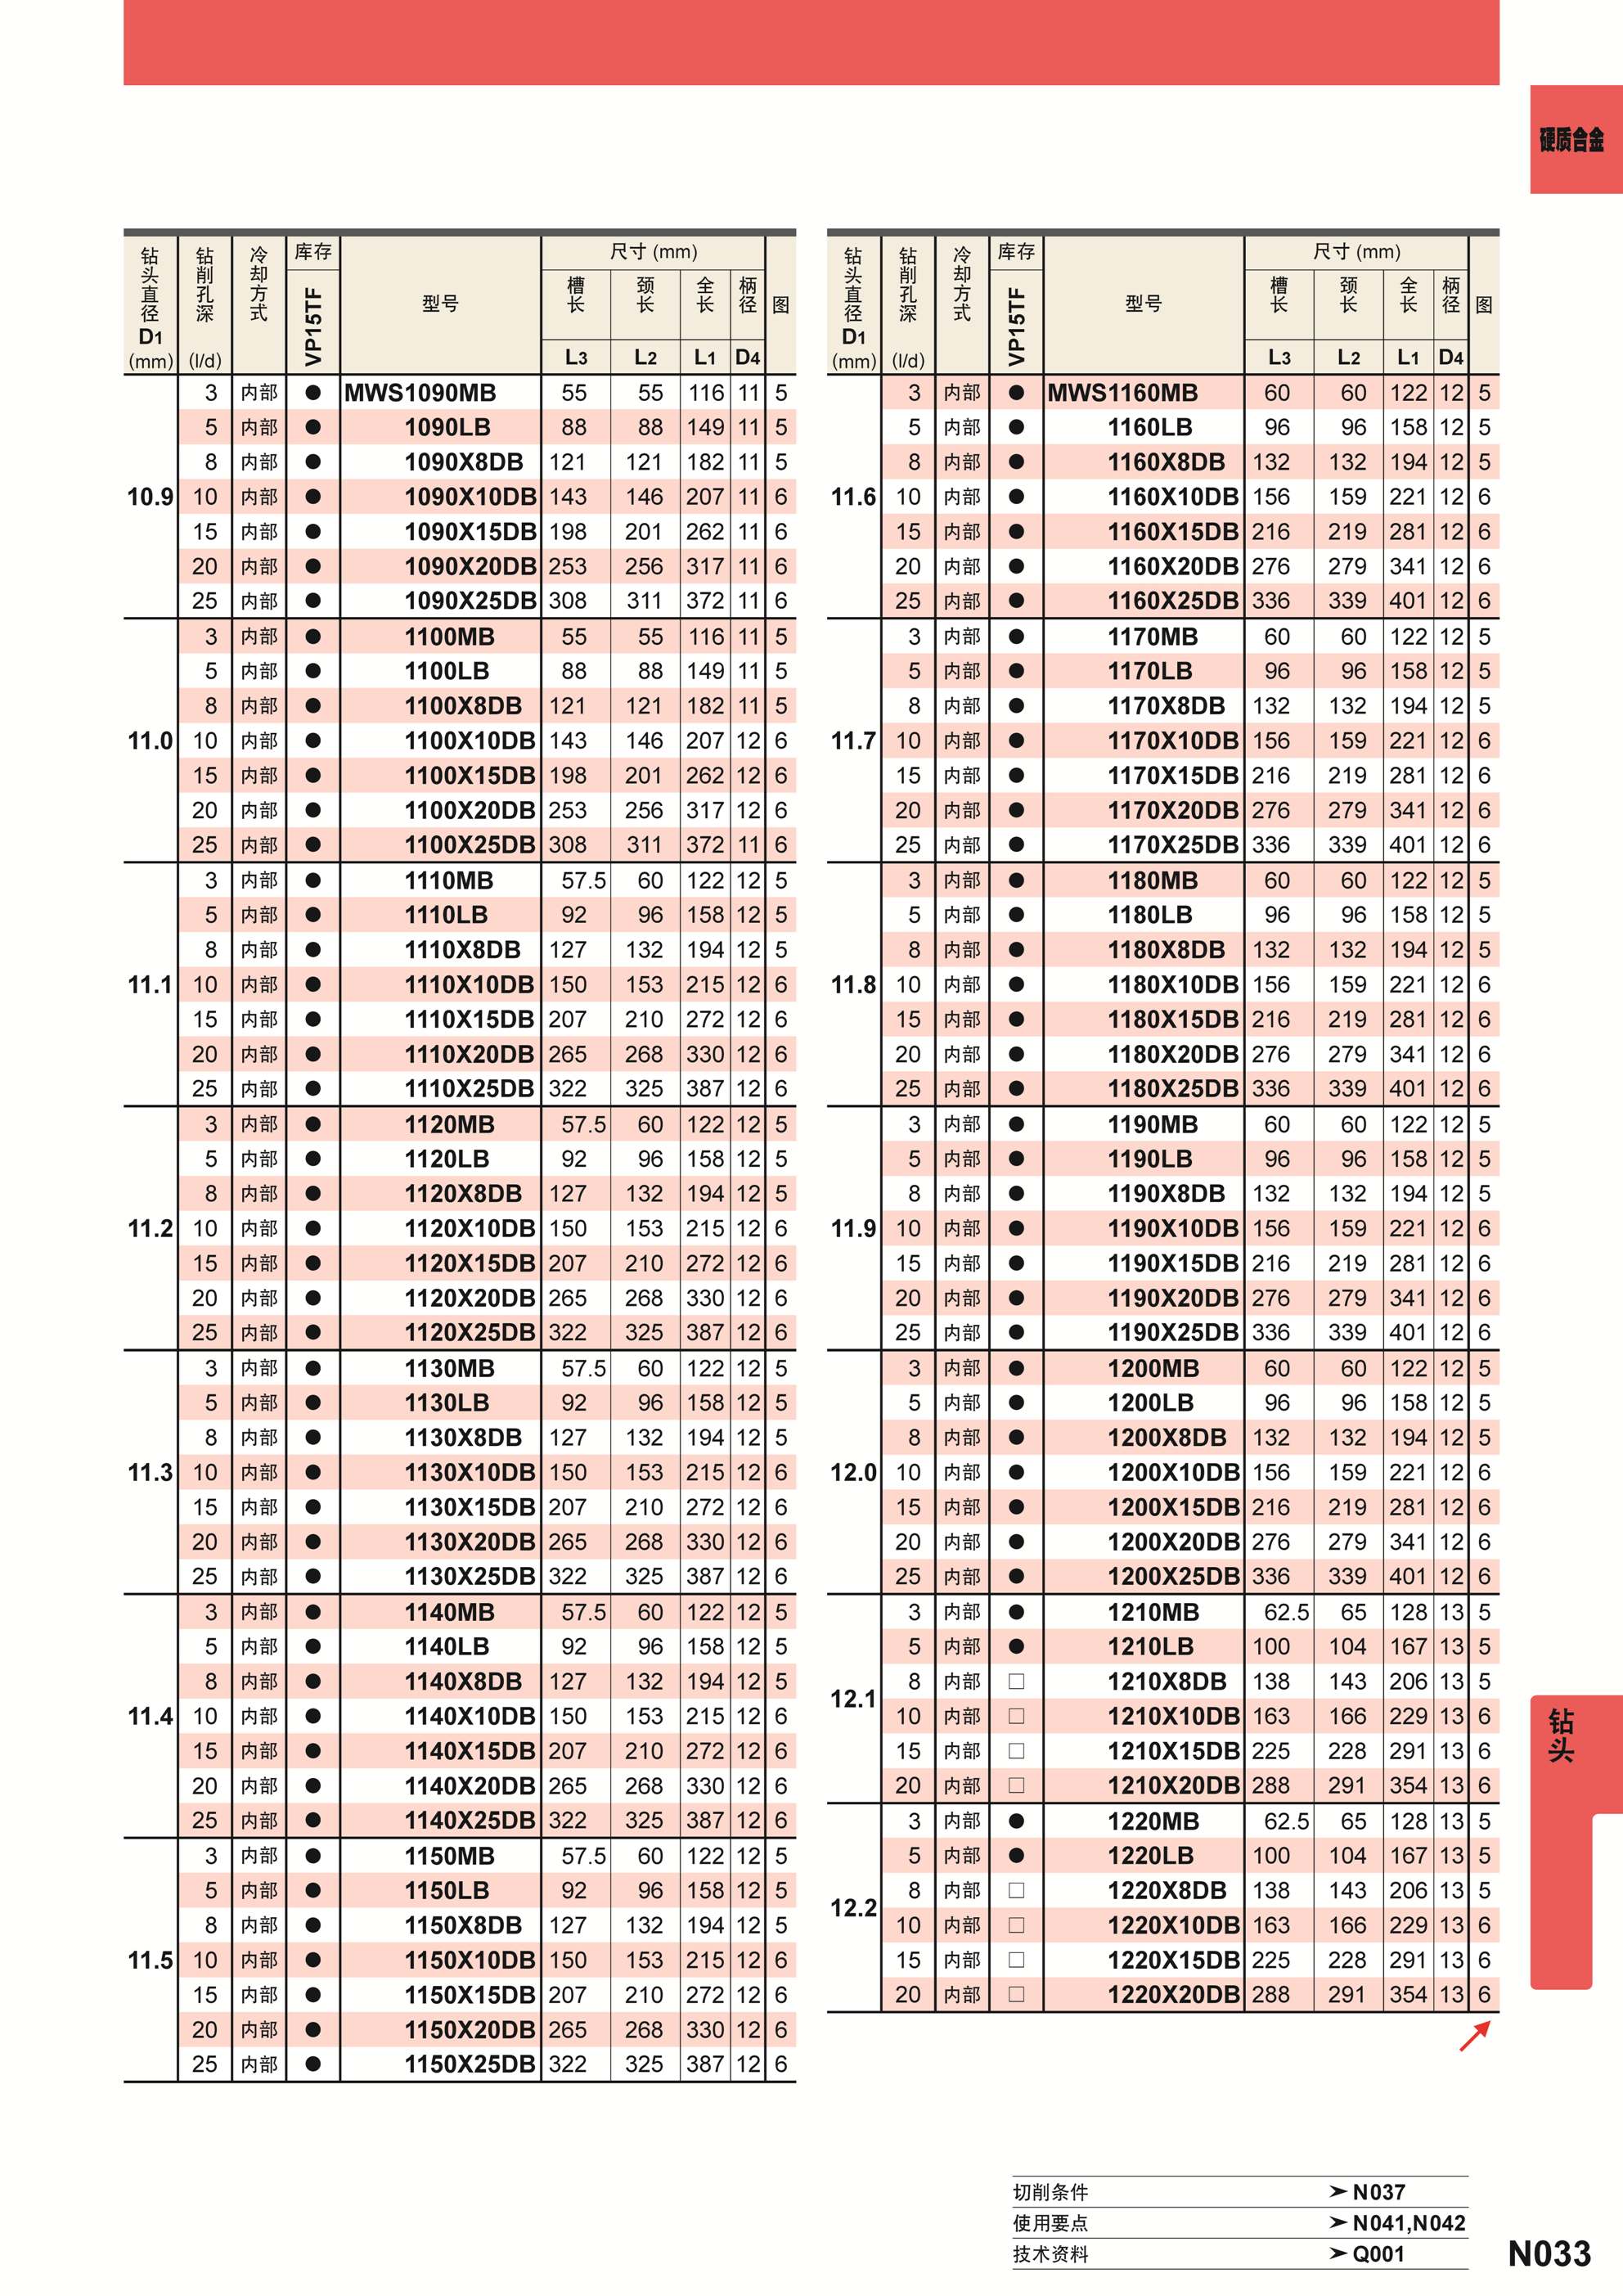 硬质合金
钻头直径 D1 (mm) 钻削孔深 (l/d) 冷却方式 库存 VP15TF 型号 尺寸 (mm) 槽长 L3 颈长 L2 全长 L1 柄径 D4 图
10.9
3 内部 ● MWS1090MB 55 55 116 11 5
5 内部 ● 1090LB 88 88 149 11 5
8 内部 ● 1090X8DB 121 121 182 11 5
10 内部 ● 1090X10DB 143 146 207 11 6
15 内部 ● 1090X15DB 198 201 262 11 6
20 内部 ● 1090X20DB 253 256 317 11 6
25 内部 ● 1090X25DB 308 311 372 11 6
11.0
3 内部 ● 1100MB 55 55 116 11 5
5 内部 ● 1100LB 88 88 149 11 5
8 内部 ● 1100X8DB 121 121 182 11 5
10 内部 ● 1100X10DB 143 146 207 12 6
15 内部 ● 1100X15DB 198 201 262 12 6
20 内部 ● 1100X20DB 253 256 317 12 6
25 内部 ● 1100X25DB 308 311 372 11 6
11.1
3 内部 ● 1110MB 57.5 60 122 12 5
5 内部 ● 1110LB 92 96 158 12 5
8 内部 ● 1110X8DB 127 132 194 12 5
10 内部 ● 1110X10DB 150 153 215 12 6
15 内部 ● 1110X15DB 207 210 272 12 6
20 内部 ● 1110X20DB 265 268 330 12 6
25 内部 ● 1110X25DB 322 325 387 12 6
11.2
3 内部 ● 1120MB 57.5 60 122 12 5
5 内部 ● 1120LB 92 96 158 12 5
8 内部 ● 1120X8DB 127 132 194 12 5
10 内部 ● 1120X10DB 150 153 215 12 6
15 内部 ● 1120X15DB 207 210 272 12 6
20 内部 ● 1120X20DB 265 268 330 12 6
25 内部 ● 1120X25DB 322 325 387 12 6
11.3
3 内部 ● 1130MB 57.5 60 122 12 5
5 内部 ● 1130LB 92 96 158 12 5
8 内部 ● 1130X8DB 127 132 194 12 5
10 内部 ● 1130X10DB 150 153 215 12 6
15 内部 ● 1130X15DB 207 210 272 12 6
20 内部 ● 1130X20DB 265 268 330 12 6
25 内部 ● 1130X25DB 322 325 387 12 6
11.4
3 内部 ● 1140MB 57.5 60 122 12 5
5 内部 ● 1140LB 92 96 158 12 5
8 内部 ● 1140X8DB 127 132 194 12 5
10 内部 ● 1140X10DB 150 153 215 12 6
15 内部 ● 1140X15DB 207 210 272 12 6
20 内部 ● 1140X20DB 265 268 330 12 6
25 内部 ● 1140X25DB 322 325 387 12 6
11.5
3 内部 ● 1150MB 57.5 60 122 12 5
5 内部 ● 1150LB 92 96 158 12 5
8 内部 ● 1150X8DB 127 132 194 12 5
10 内部 ● 1150X10DB 150 153 215 12 6
15 内部 ● 1150X15DB 207 210 272 12 6
20 内部 ● 1150X20DB 265 268 330 12 6
25 内部 ● 1150X25DB 322 325 387 12 6
钻头直径 D1 (mm) 钻削孔深 (l/d) 冷却方式 库存 VP15TF 型号 尺寸 (mm) 槽长 L3 颈长 L2 全长 L1 柄径 D4 图
11.6
3 内部 ● MWS1160MB 60 60 122 12 5
5 内部 ● 1160LB 96 96 158 12 5
8 内部 ● 1160X8DB 132 132 194 12 5
10 内部 ● 1160X10DB 156 159 221 12 6
15 内部 ● 1160X15DB 216 219 281 12 6
20 内部 ● 1160X20DB 276 279 341 12 6
25 内部 ● 1160X25DB 336 339 401 12 6
11.7
3 内部 ● 1170MB 60 60 122 12 5
5 内部 ● 1170LB 96 96 158 12 5
8 内部 ● 1170X8DB 132 132 194 12 5
10 内部 ● 1170X10DB 156 159 221 12 6
15 内部 ● 1170X15DB 216 219 281 12 6
20 内部 ● 1170X20DB 276 279 341 12 6
25 内部 ● 1170X25DB 336 339 401 12 6
11.8
3 内部 ● 1180MB 60 60 122 12 5
5 内部 ● 1180LB 96 96 158 12 5
8 内部 ● 1180X8DB 132 132 194 12 5
10 内部 ● 1180X10DB 156 159 221 12 6
15 内部 ● 1180X15DB 216 219 281 12 6
20 内部 ● 1180X20DB 276 279 341 12 6
25 内部 ● 1180X25DB 336 339 401 12 6
11.9
3 内部 ● 1190MB 60 60 122 12 5
5 内部 ● 1190LB 96 96 158 12 5
8 内部 ● 1190X8DB 132 132 194 12 5
10 内部 ● 1190X10DB 156 159 221 12 6
15 内部 ● 1190X15DB 216 219 281 12 6
20 内部 ● 1190X20DB 276 279 341 12 6
25 内部 ● 1190X25DB 336 339 401 12 6
12.0
3 内部 ● 1200MB 60 60 122 12 5
5 内部 ● 1200LB 96 96 158 12 5
8 内部 ● 1200X8DB 132 132 194 12 5
10 内部 ● 1200X10DB 156 159 221 12 6
15 内部 ● 1200X15DB 216 219 281 12 6
20 内部 ● 1200X20DB 276 279 341 12 6
25 内部 ● 1200X25DB 336 339 401 12 6
12.1
3 内部 ● 1210MB 62.5 65 128 13 5
5 内部 ● 1210LB 100 104 167 13 5
8 内部 □ 1210X8DB 138 143 206 13 5
10 内部 □ 1210X10DB 163 166 229 13 6
15 内部 □ 1210X15DB 225 228 291 13 6
20 内部 □ 1210X20DB 288 291 354 13 6
12.2
3 内部 ● 1220MB 62.5 65 128 13 5
5 内部 ● 1220LB 100 104 167 13 5
8 内部 □ 1220X8DB 138 143 206 13 5
10 内部 □ 1220X10DB 163 166 229 13 6
15 内部 □ 1220X15DB 225 228 291 13 6
20 内部 □ 1220X20DB 288 291 354 13 6
钻头
切削条件 ➤ N037
使用要点 ➤ N041,N042
技术资料 ➤ Q001
N033